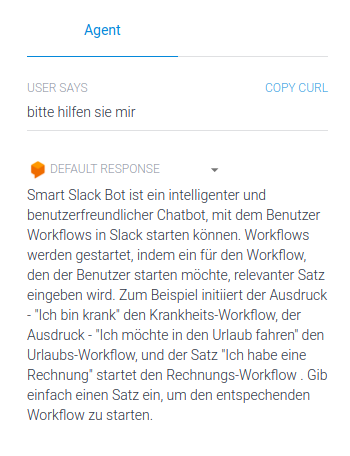 Agent
USER SAYS COPY CURL
bitte hilfen sie mir
DEFAULT RESPONSE
Smart Slack Bot ist ein intelligenter und
benutzerfreundlicher Chatbot, mit dem Benutzer
Workflows in Slack starten können. Workflows
werden gestartet, indem ein für den Workflow,
den der Benutzer starten möchte, relevanter Satz
eingeben wird. Zum Beispiel initiiert der Ausdruck
- "Ich bin krank" den Krankheits-Workflow, der
Ausdruck - "Ich möchte in den Urlaub fahren" den
Urlaubs-Workflow, und der Satz "Ich habe eine
Rechnung" startet den Rechnungs-Workflow . Gib
einfach einen Satz ein, um den entspechenden
Workflow zu starten.